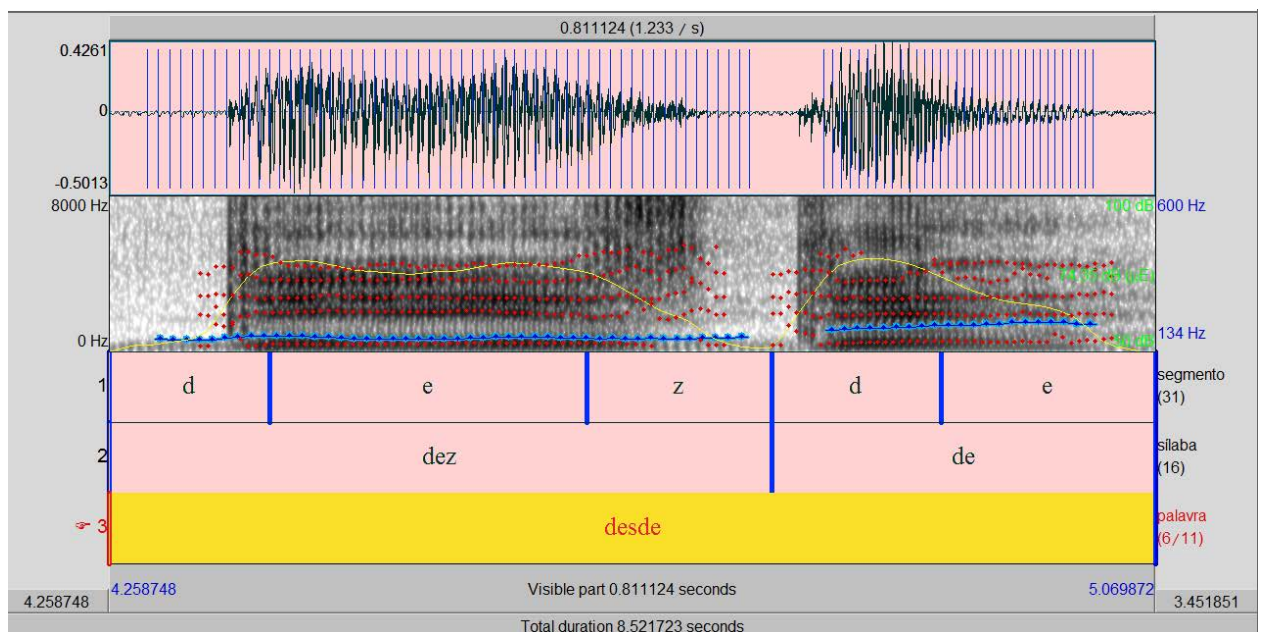 0.811124 (1.233 / s)
0.4261
0
-0.5013
8000 Hz
100 dB 600 Hz
0 Hz
134 Hz
1 d e z d e segmento
(31)
2 dez de sílaba
(16)
☞ 3 desde palavra
(6/11)
4.258748 Visible part 0.811124 seconds 5.069872
4.258748 3.451851
Total duration 8.521723 seconds